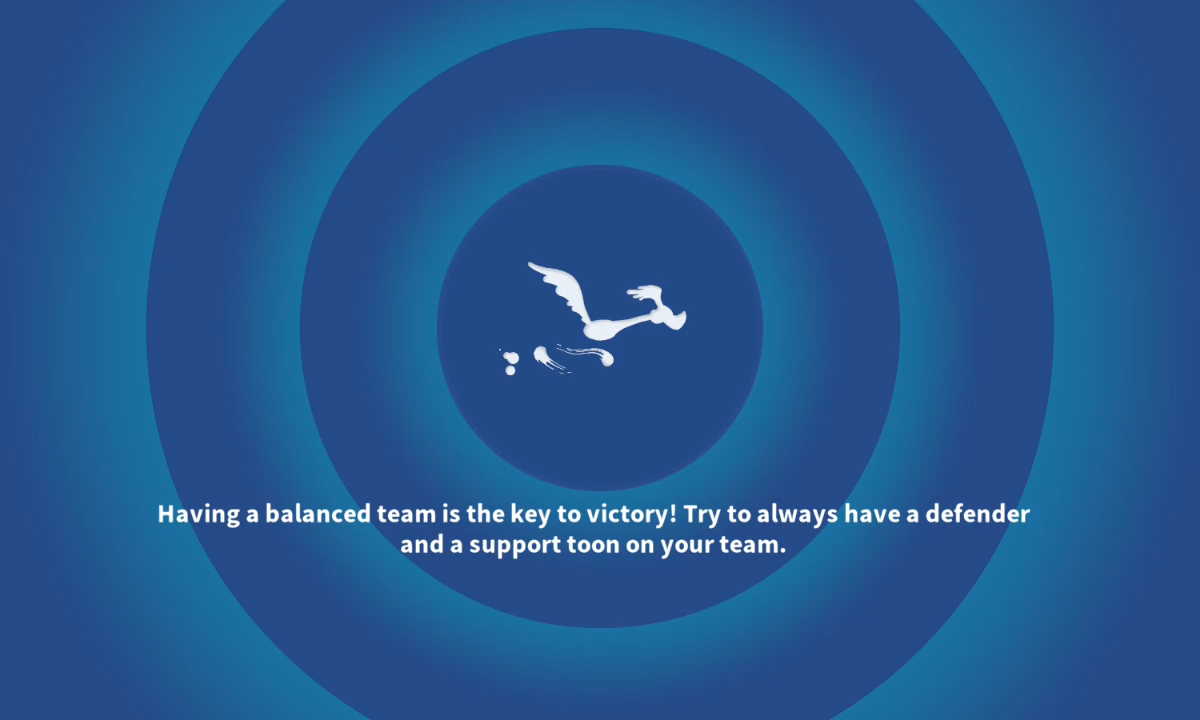 Having a balanced team is the key to victory! Try to always have a defender
and a support toon on your team.